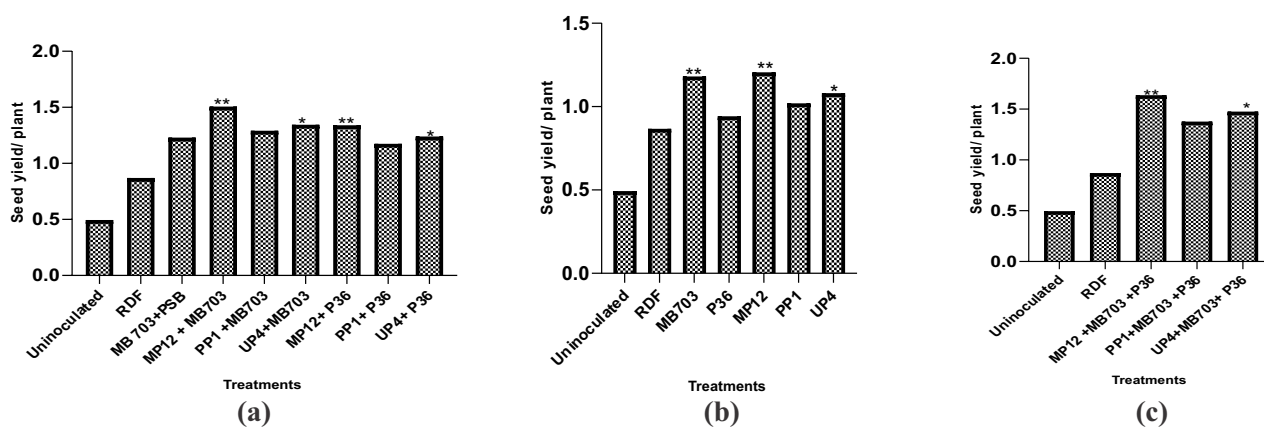 Seed yield/ plant
2.0
1.5
1.0
0.5
0.0
**
*
**
*
Uninoculated
RDF
MB 703+PSB
MP12 + MB703
PP1 +MB703
UP4+MB703
MP12+ P36
PP1+ P36
UP4+ P36
Treatments
(a)
Seed yield/ plant
1.5
1.0
0.5
0.0
**
**
*
Uninoculated
RDF
MB703
P36
MP12
PP1
UP4
Treatments
(b)
Seed yield/ plant
2.0
1.5
1.0
0.5
0.0
**
*
Uninoculated
RDF
MP12 +MB703 +P36
PP1+MB703 +P36
UP4+MB703+ P36
Treatments
(c)